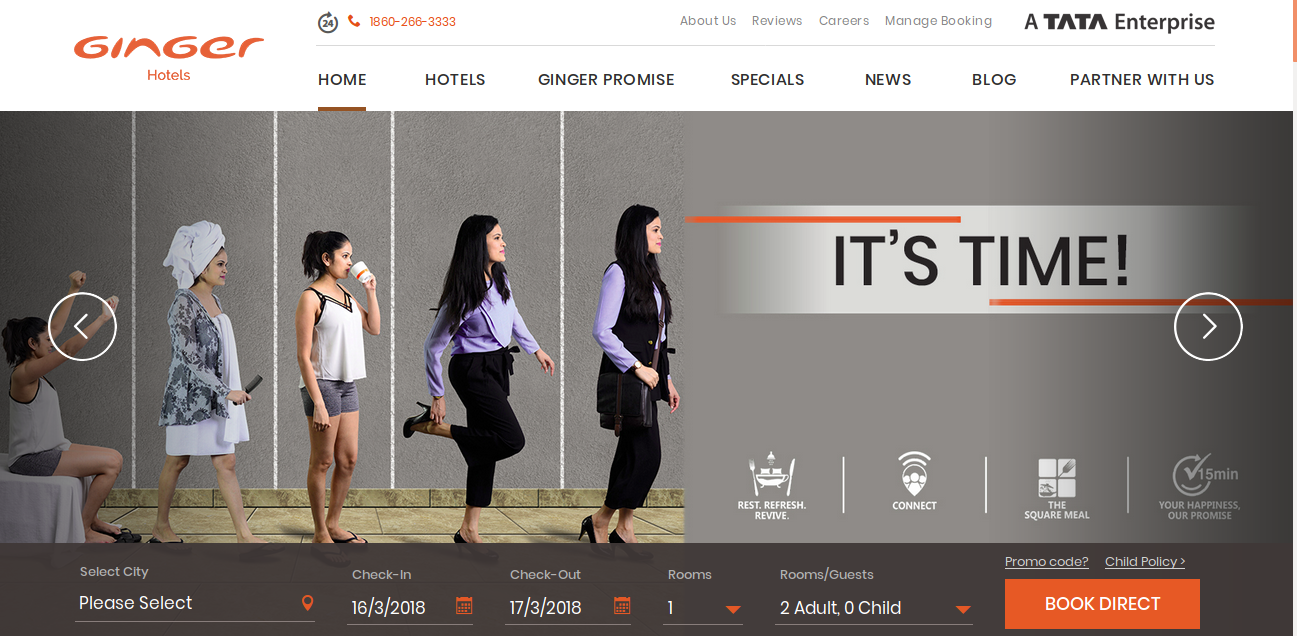 24
1860-266-3333
About Us
Reviews
Careers
Manage Booking
A TATA Enterprise
GINGER
Hotels
HOME
HOTELS
GINGER PROMISE
SPECIALS
NEWS
BLOG
PARTNER WITH US
IT'S TIME!
REST. REFRESH.
REVIVE.
CONNECT
THE
SQUARE MEAL
15min
YOUR HAPPINESS,
OUR PROMISE
Promo code?
Child Policy >
Select City
Please Select
Check-In
16/3/2018
Check-Out
17/3/2018
Rooms
1
Rooms/Guests
2 Adult, 0 Child
BOOK DIRECT